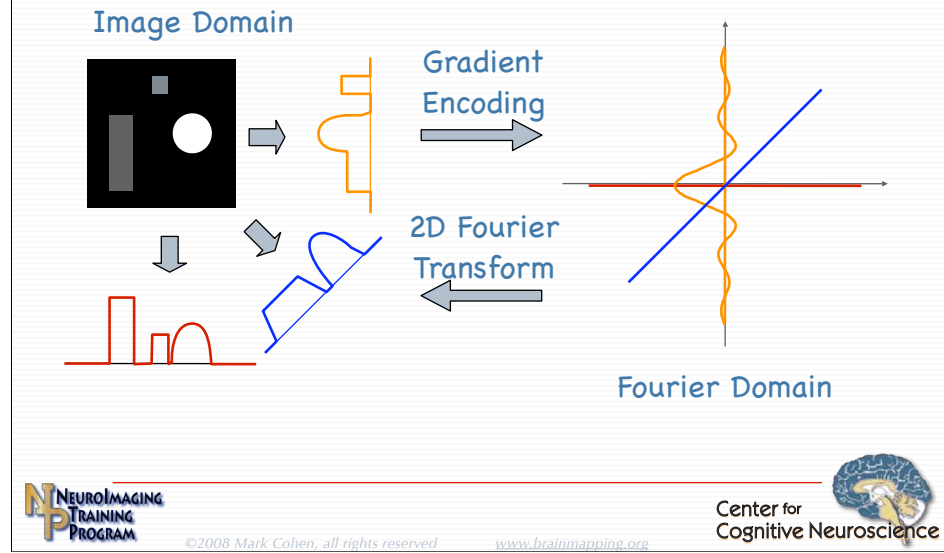 Image Domain
Gradient
Encoding
2D Fourier
Transform
Fourier Domain
NTP
NEUROIMAGING
TRAINING
PROGRAM
©2008 Mark Cohen, all rights reserved
www.brainmapping.org
Center for
Cognitive Neuroscience